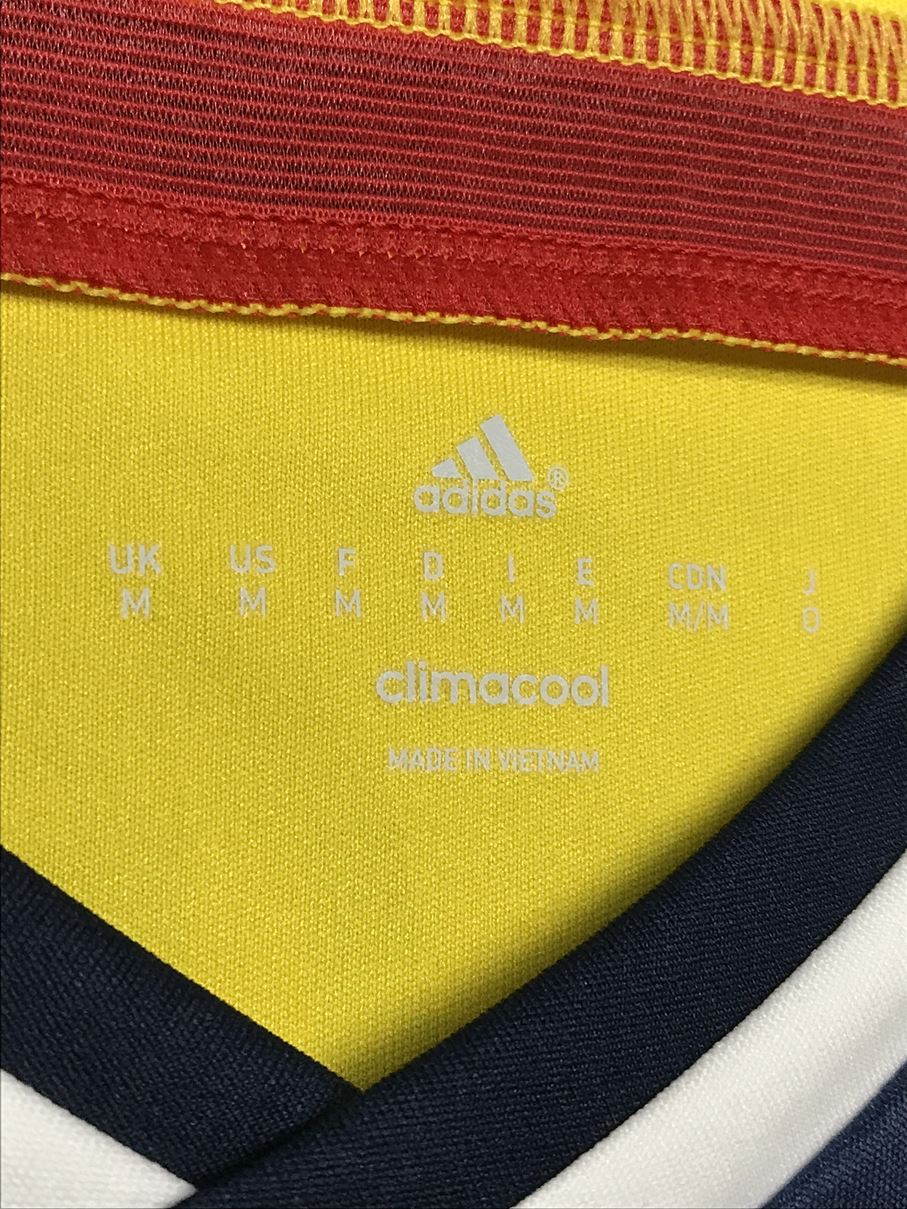 adidas®
UK US F D I E CDN J
M M M M M M M/M O
climacool
MADE IN VIETNAM